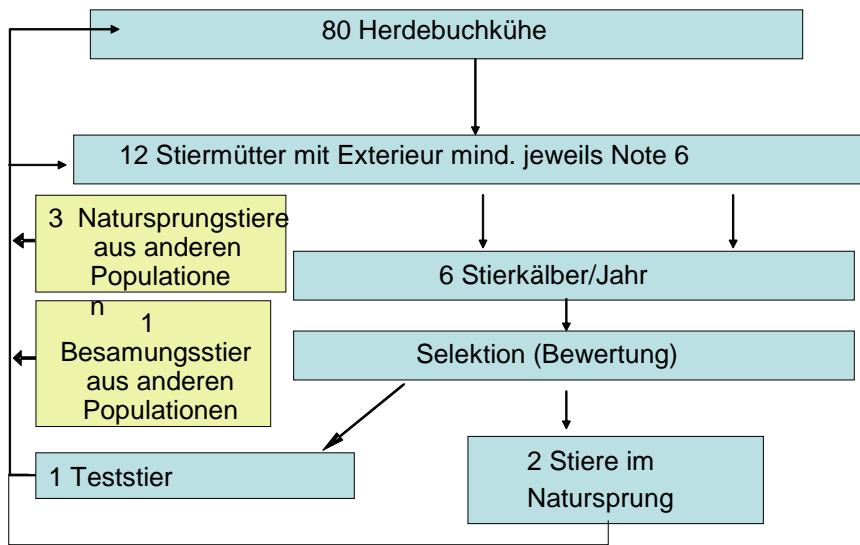 80 Herdebuchkühe
12 Stiermütter mit Exterieur mind. jeweils Note 6
3 Natursprungstiere
aus anderen
Populatione
n
6 Stierkälber/Jahr
1
Besamungsstier
aus anderen
Populationen
Selektion (Bewertung)
1 Teststier
2 Stiere im
Natursprung